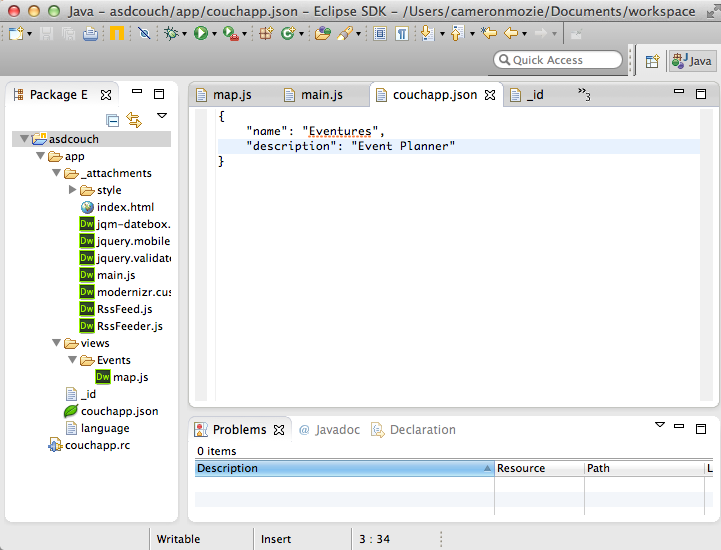 Java – asdcouch/app/couchapp.json – Eclipse SDK – /Users/cameronmozie/Documents/workspace
Quick Access
Java
Package E
map.js
main.js
couchapp.json
_id
»3
asdcouch
app
_attachments
style
index.html
jqm-datebox.
jquery.mobile
jquery.validate
main.js
modernizr.cus
RssFeed.js
RssFeeder.js
views
Events
map.js
_id
couchapp.json
language
couchapp.rc
{
"name": "Eventures",
"description": "Event Planner"
}
Problems
@ Javadoc
Declaration
0 items
Description
Resource
Path
L
Writable
Insert
3 : 34